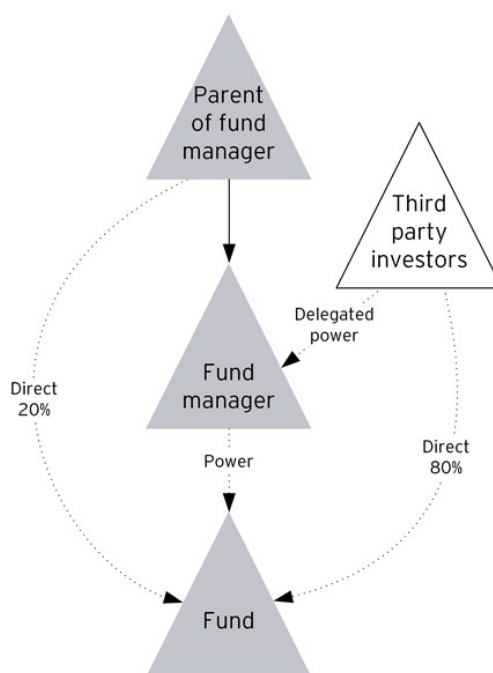 Parent
of fund
manager
Third
party
investors
Delegated
power
Fund
manager
Direct
20%
Power
Direct
80%
Fund